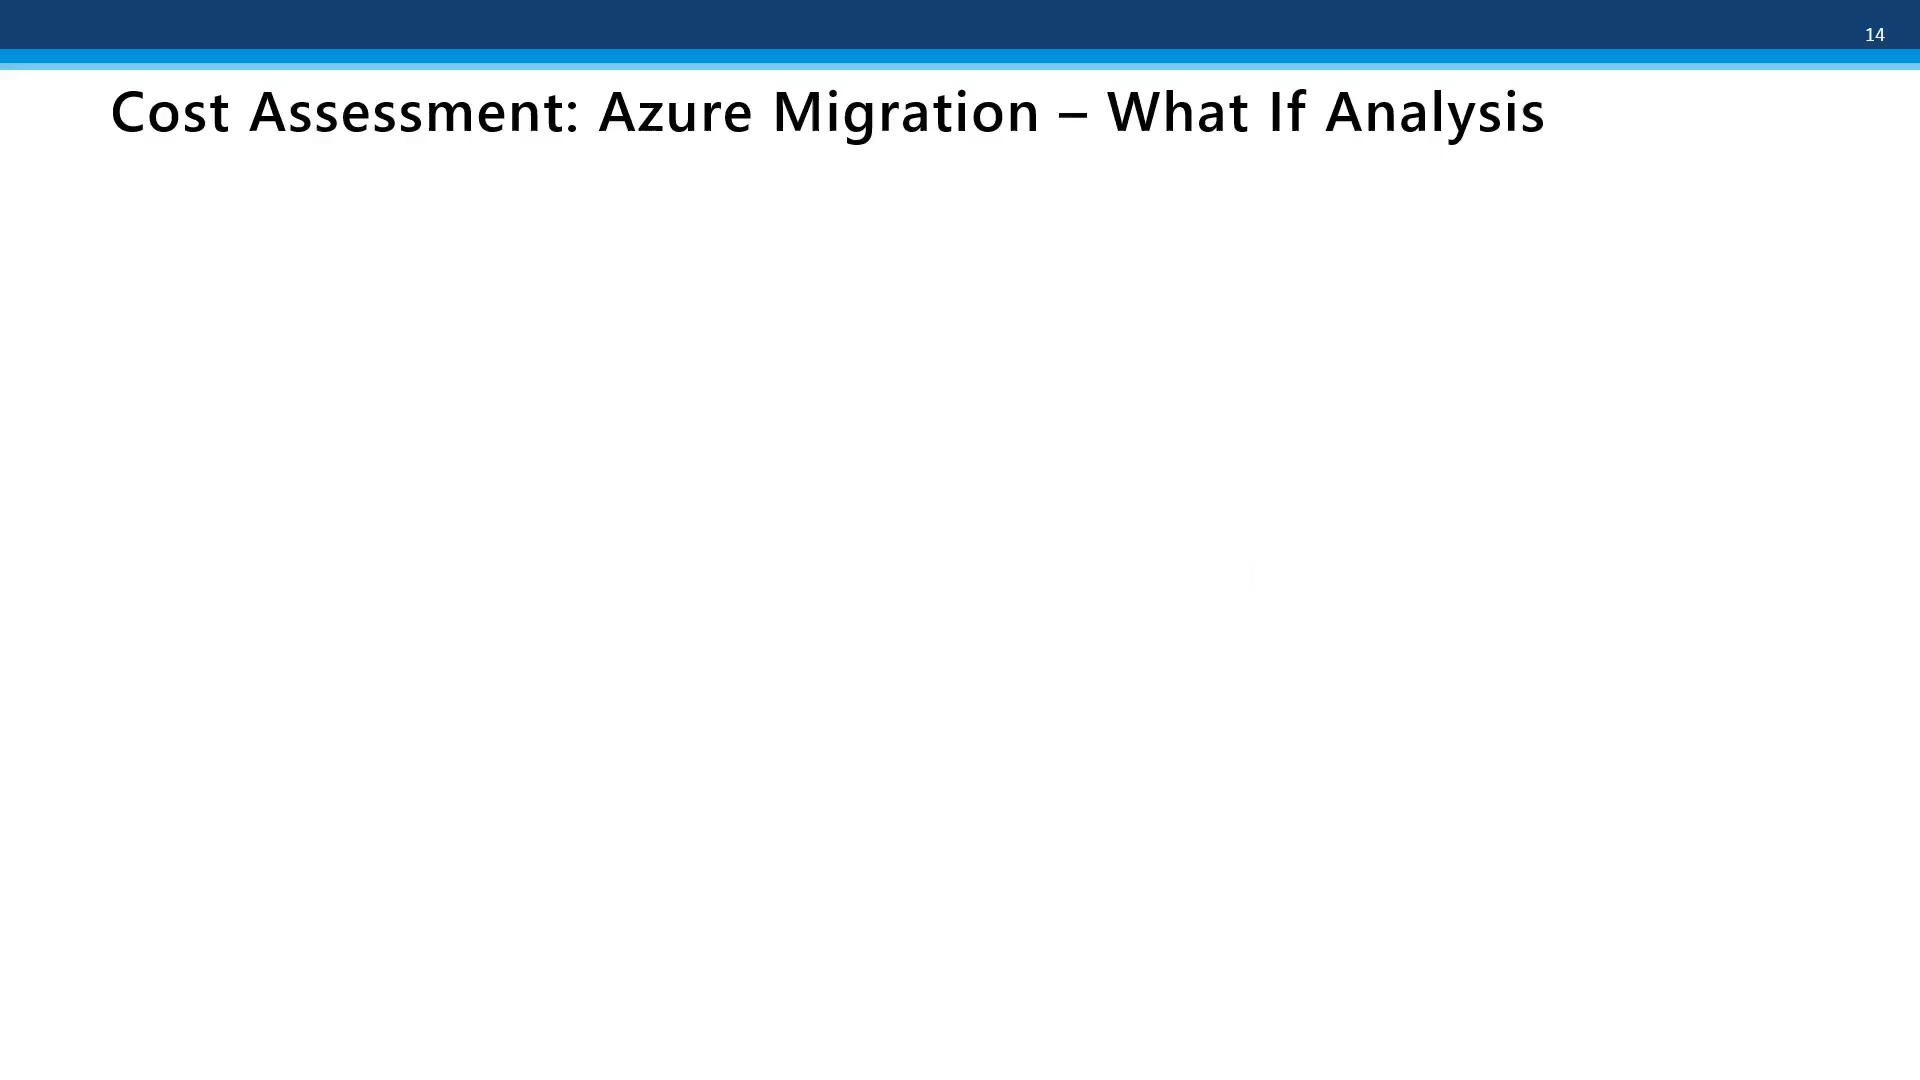 14
Cost Assessment: Azure Migration – What If Analysis